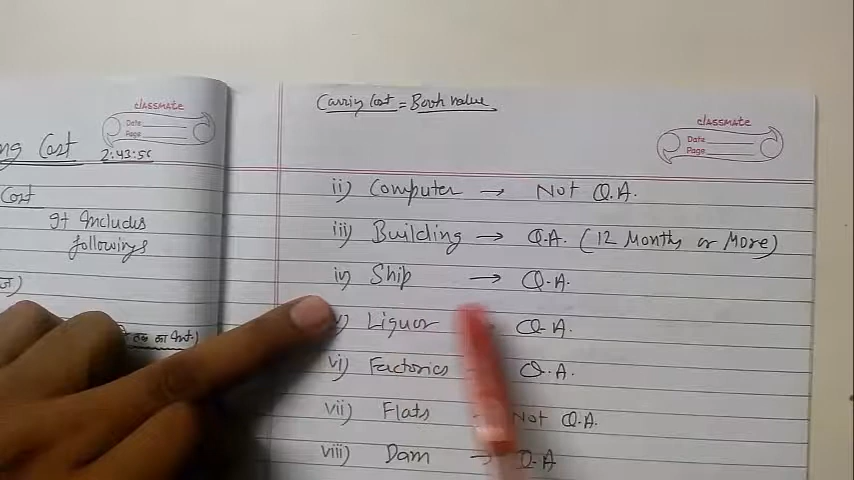 classmate
Date
Page
ng Cost
2:43:56
Cost
It Includes
followings
Carriy Cost = Book value
classmate
Date
Page
ii) Computer → Not Q.A.
iii) Building → Q.A. (12 Months or More)
iv) Ship → Q.A.
v) Liquor Q.A.
vi) Factories Q.A.
vii) Flats → Not Q.A.
viii) Dam → Q.A